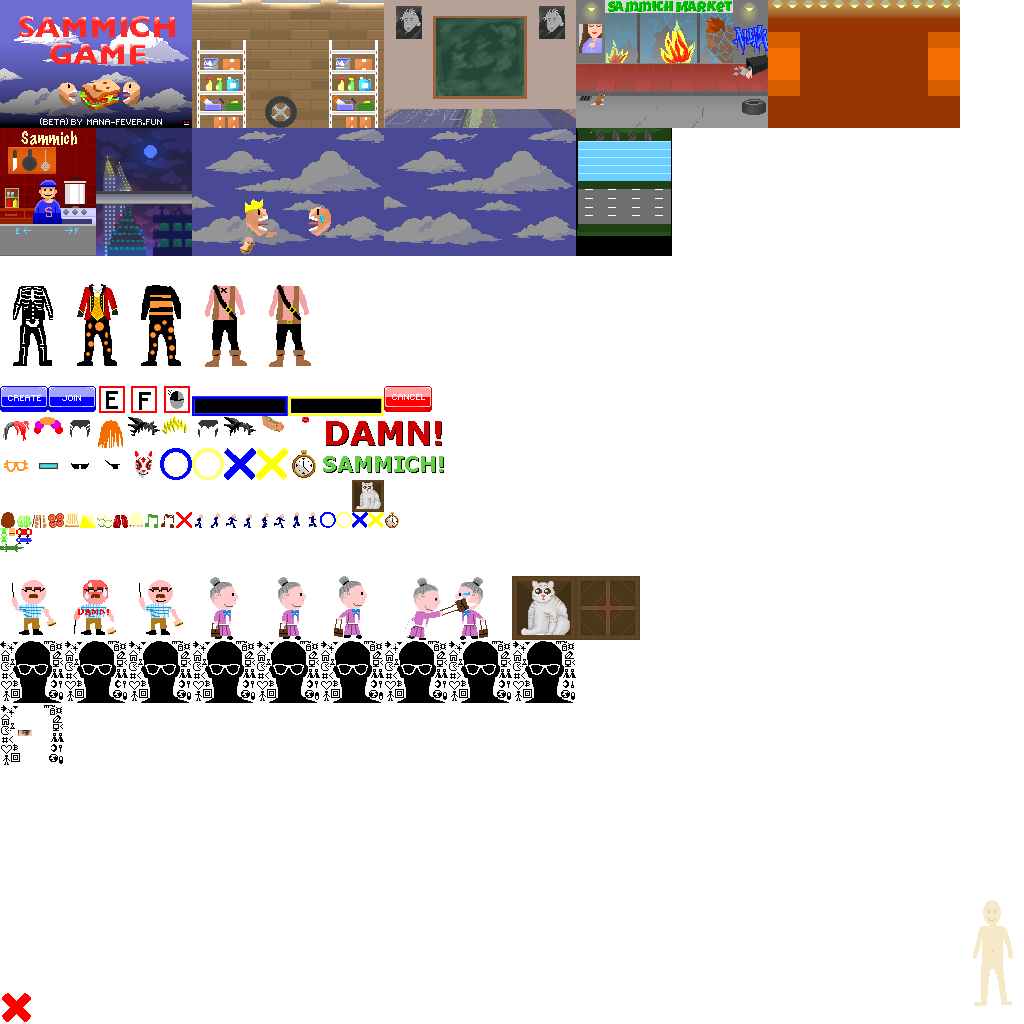 SAMMICH
GAME
(BETA) BY MANA-FEVER.FUN
SAMMICH MARKET
Sammich
S
E←
→F
CREATE
JOIN
E
F
CANCEL
DAMN!
SAMMICH!
DAMN!